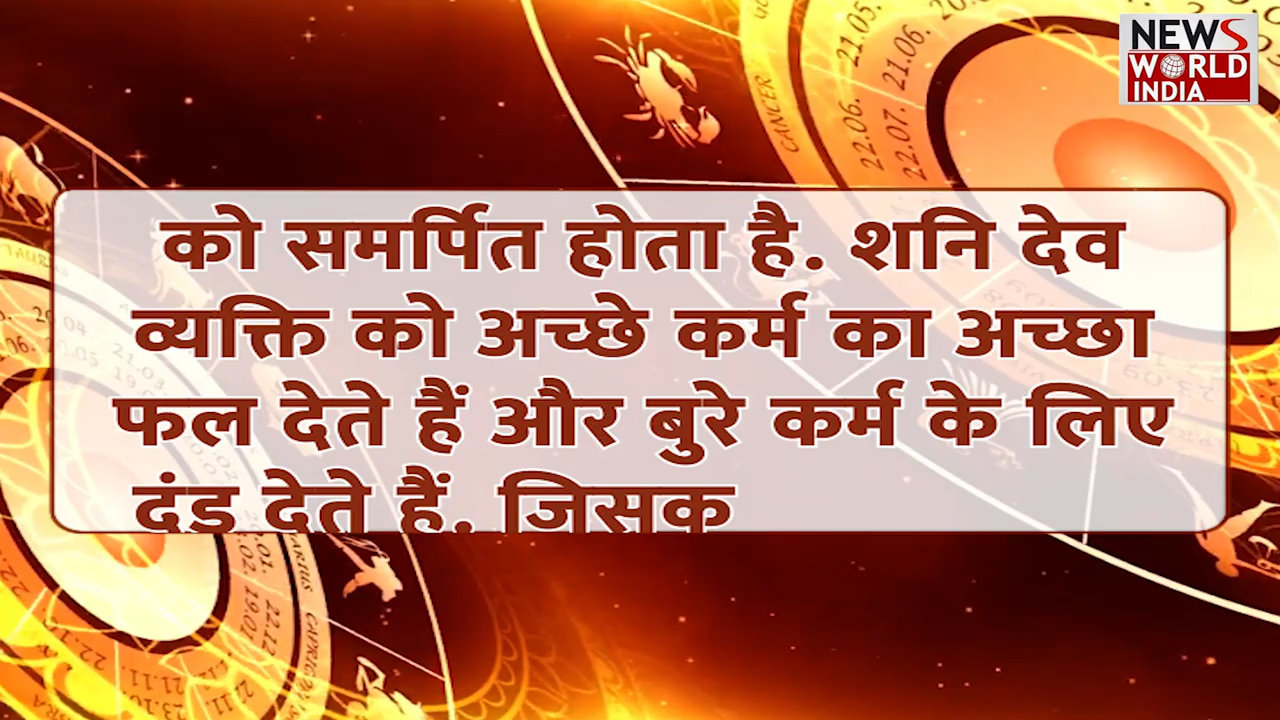 NEWS
WORLD
INDIA
CANCER
21.05.
21.06.
22.06.
22.07.
को समर्पित होता है. शनि देव
व्यक्ति को अच्छे कर्म का अच्छा
फल देते हैं और बुरे कर्म के लिए
दंड देते हैं. जिसक